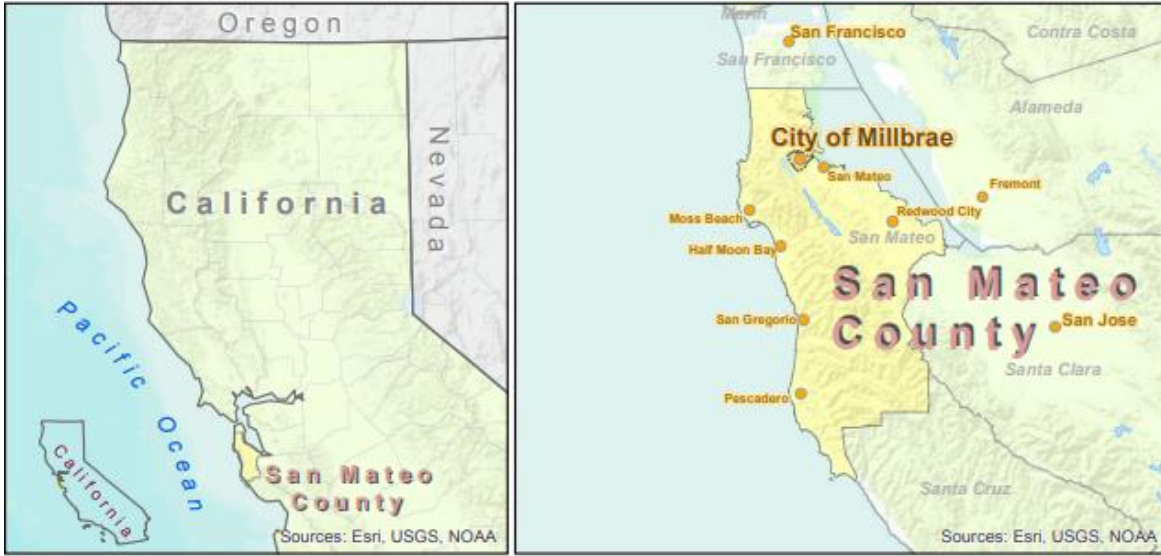 Oregon
Nevada
California
Pacific Ocean
California
San Mateo
County
Sources: Esri, USGS, NOAA
Marin
San Francisco
San Francisco
Contra Costa
Alameda
City of Millbrae
San Mateo
Fremont
Moss Beach
Redwood City
San Mateo
Half Moon Bay
San Mateo
County
San Gregorio
San Jose
Santa Clara
Pescadero
Santa Cruz
Sources: Esri, USGS, NOAA